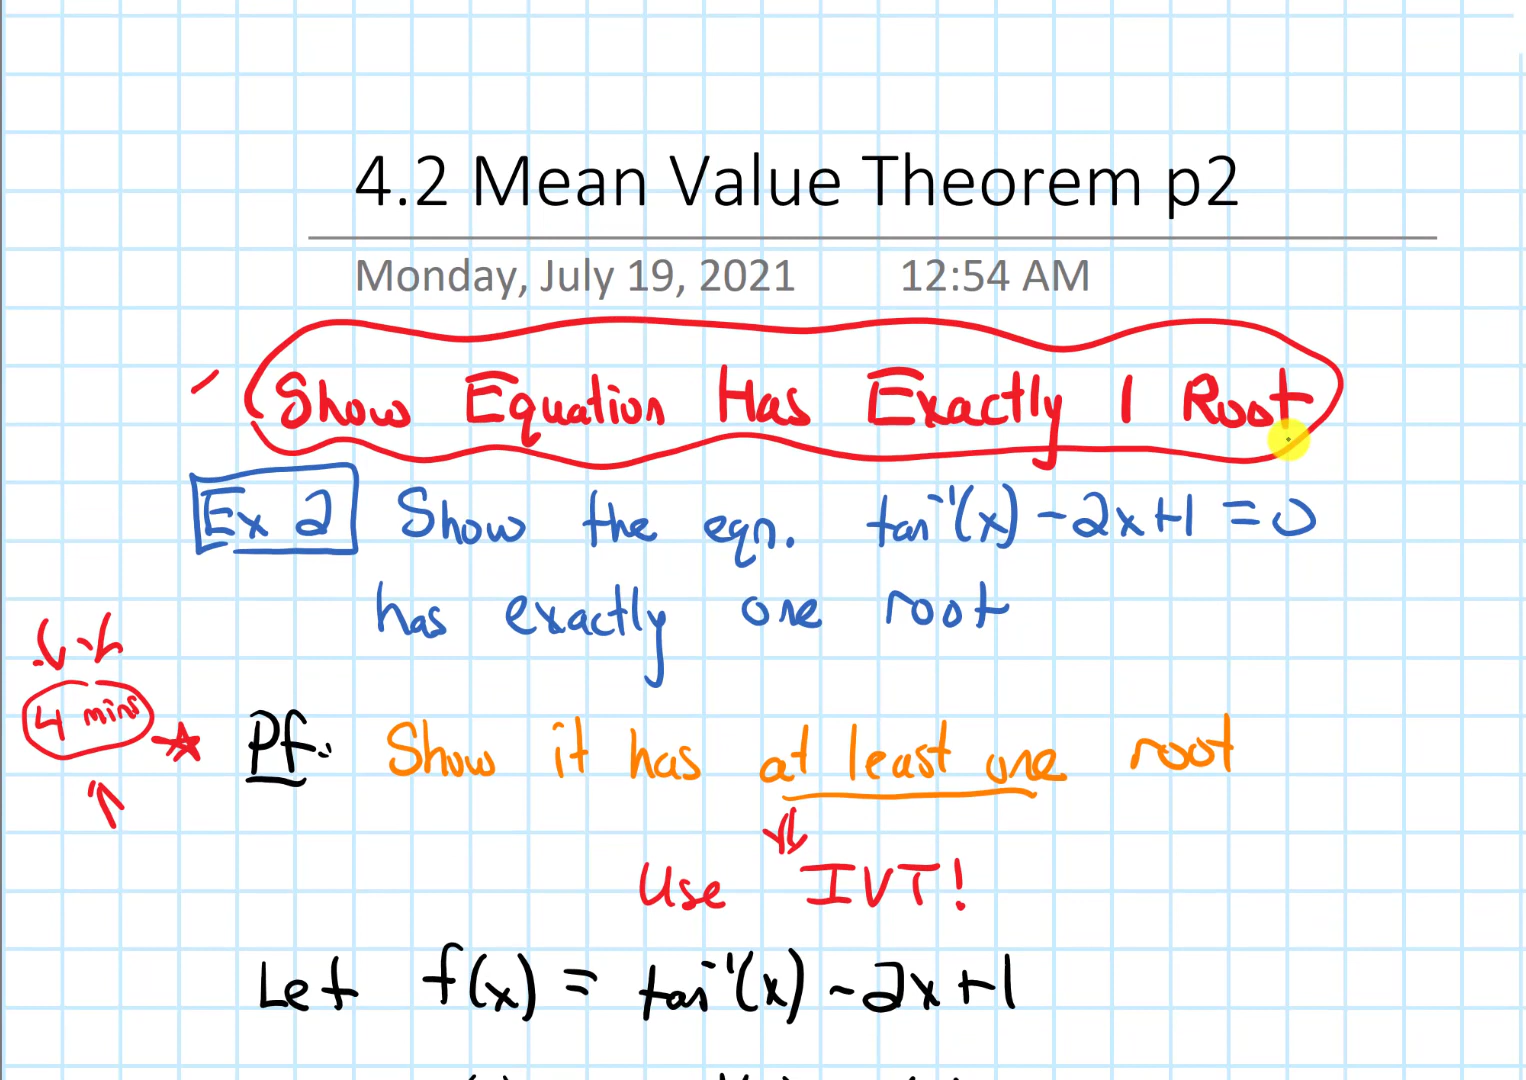 4.2 Mean Value Theorem p2
Monday, July 19, 2021 12:54 AM
Show Equation Has Exactly 1 Root
Ex 2 Show the eqn. tan⁻¹(x) - 2x + 1 = 0
has exactly one root
4 mins
Pf: Show it has at least one root
Use IVT!
Let f(x) = tan⁻¹(x) - 2x + 1